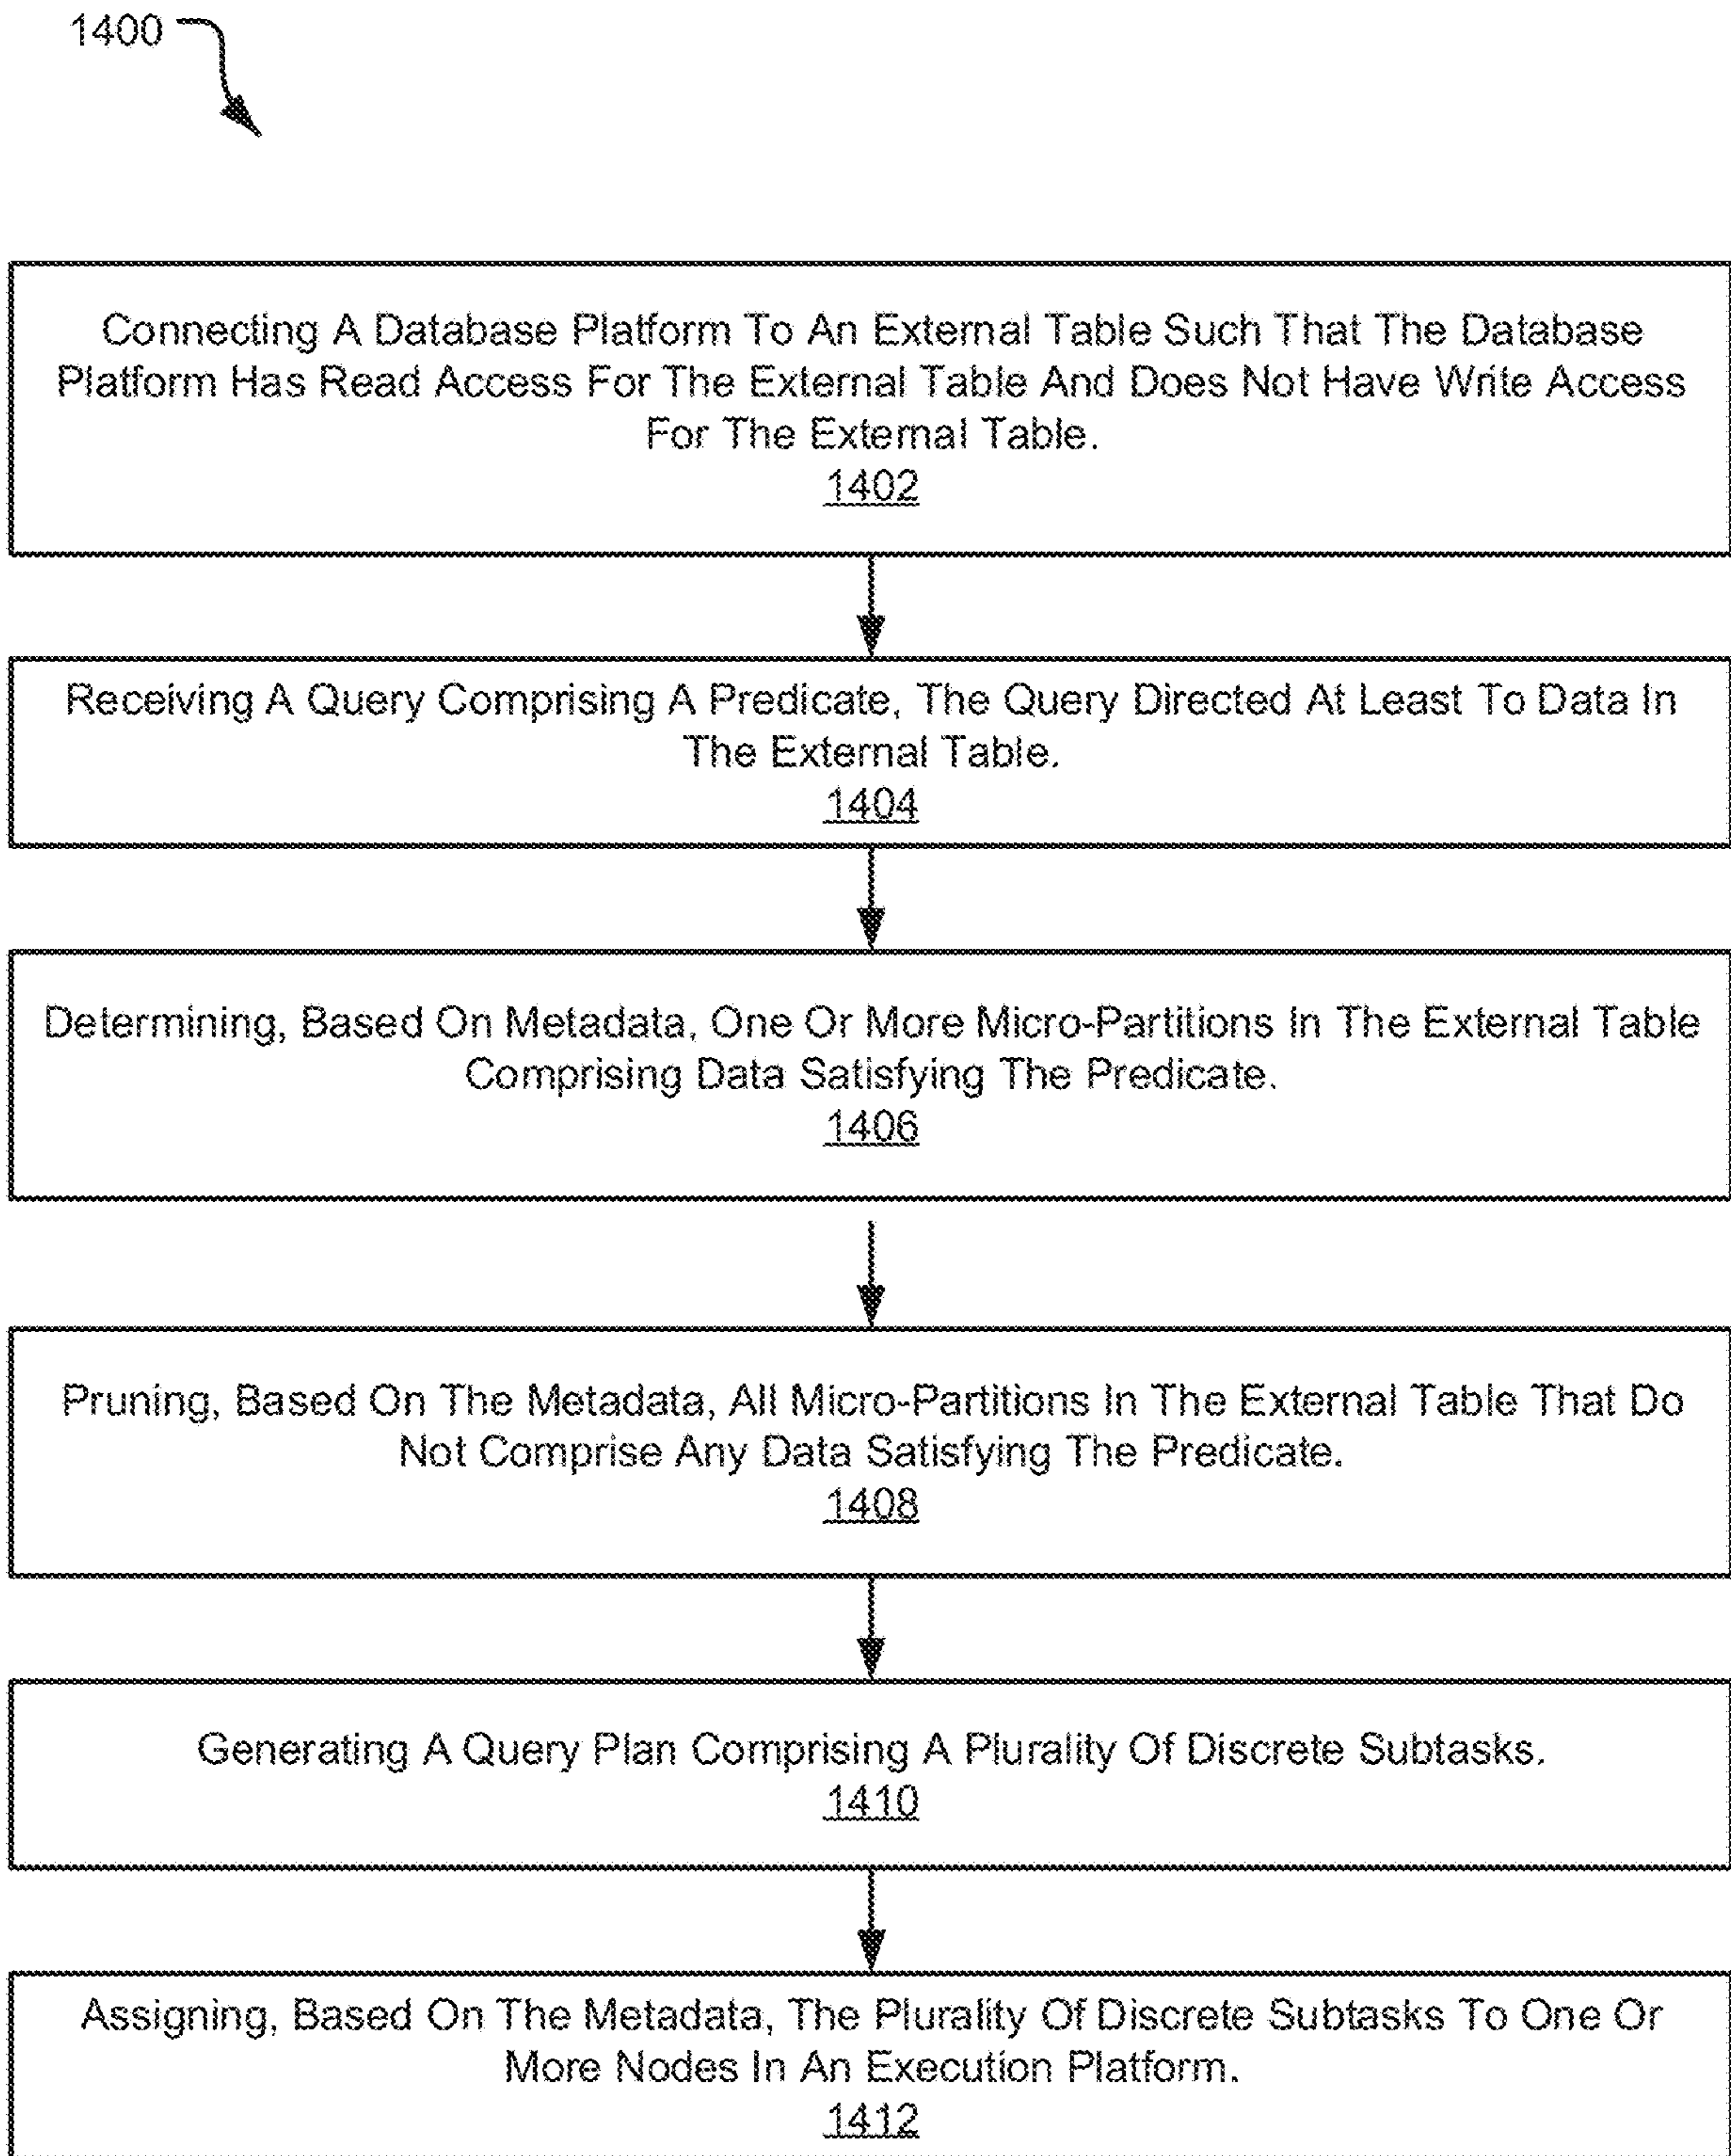 1400
Connecting A Database Platform To An External Table Such That The Database
Platform Has Read Access For The External Table And Does Not Have Write Access
For The External Table.
1402
Receiving A Query Comprising A Predicate, The Query Directed At Least To Data In
The External Table.
1404
Determining, Based On Metadata, One Or More Micro-Partitions In The External Table
Comprising Data Satisfying The Predicate.
1406
Pruning, Based On The Metadata, All Micro-Partitions In The External Table That Do
Not Comprise Any Data Satisfying The Predicate.
1408
Generating A Query Plan Comprising A Plurality Of Discrete Subtasks.
1410
Assigning, Based On The Metadata, The Plurality Of Discrete Subtasks To One Or
More Nodes In An Execution Platform.
1412